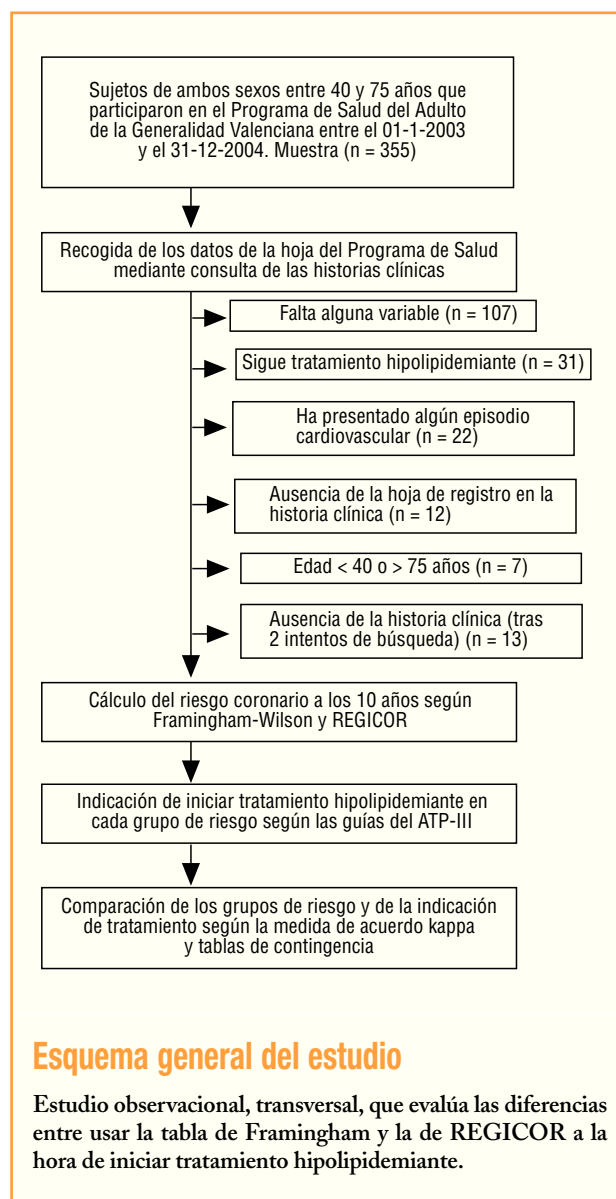 Sujetos de ambos sexos entre 40 y 75 años que
participaron en el Programa de Salud del Adulto
de la Generalidad Valenciana entre el 01-1-2003
y el 31-12-2004. Muestra (n = 355)
Recogida de los datos de la hoja del Programa de Salud
mediante consulta de las historias clínicas
Falta alguna variable (n = 107)
Sigue tratamiento hipolipidemiante (n = 31)
Ha presentado algún episodio
cardiovascular (n = 22)
Ausencia de la hoja de registro en la
historia clínica (n = 12)
Edad < 40 o > 75 años (n = 7)
Ausencia de la historia clínica (tras
2 intentos de búsqueda) (n = 13)
Cálculo del riesgo coronario a los 10 años según
Framingham-Wilson y REGICOR
Indicación de iniciar tratamiento hipolipidemiante en
cada grupo de riesgo según las guías del ATP-III
Comparación de los grupos de riesgo y de la indicación
de tratamiento según la medida de acuerdo kappa
y tablas de contingencia
Esquema general del estudio
Estudio observacional, transversal, que evalúa las diferencias
entre usar la tabla de Framingham y la de REGICOR a la
hora de iniciar tratamiento hipolipidemiante.